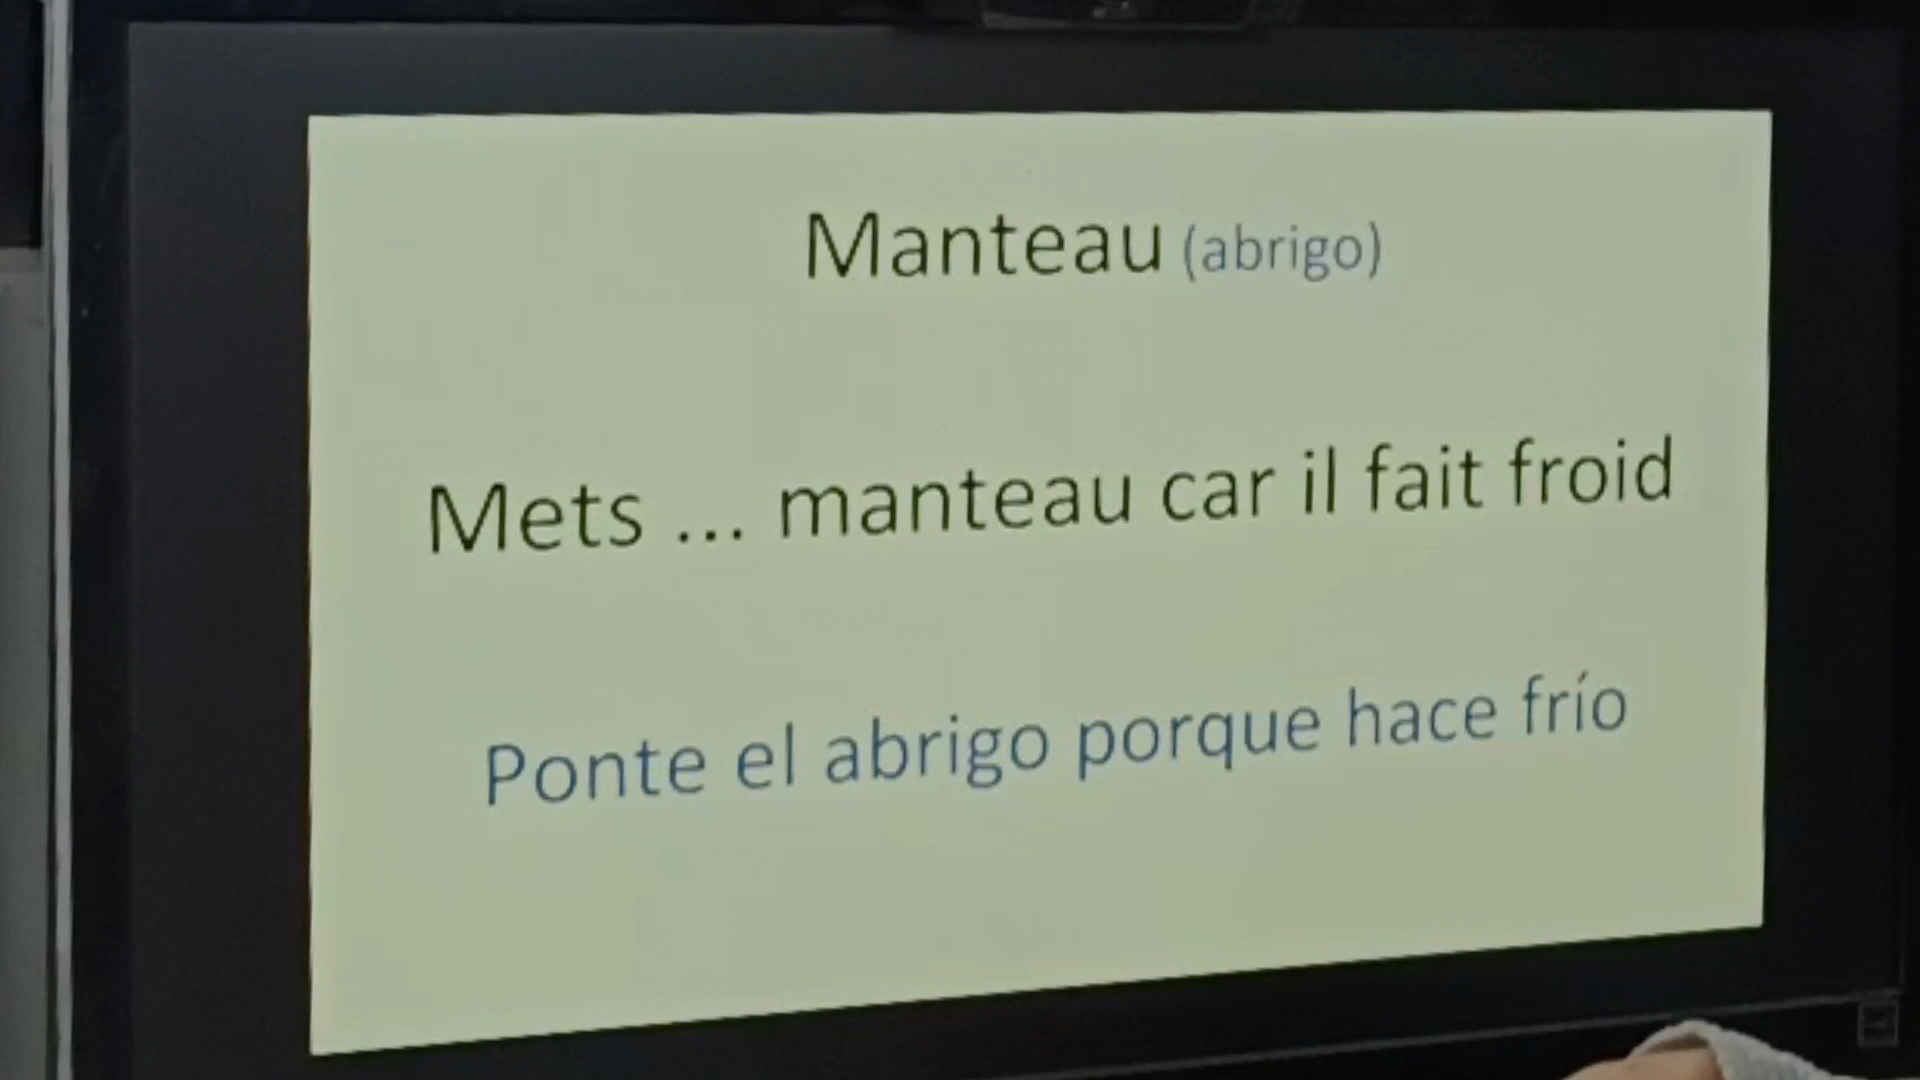 Manteau (abrigo)
Mets ... manteau car il fait froid
Ponte el abrigo porque hace frío